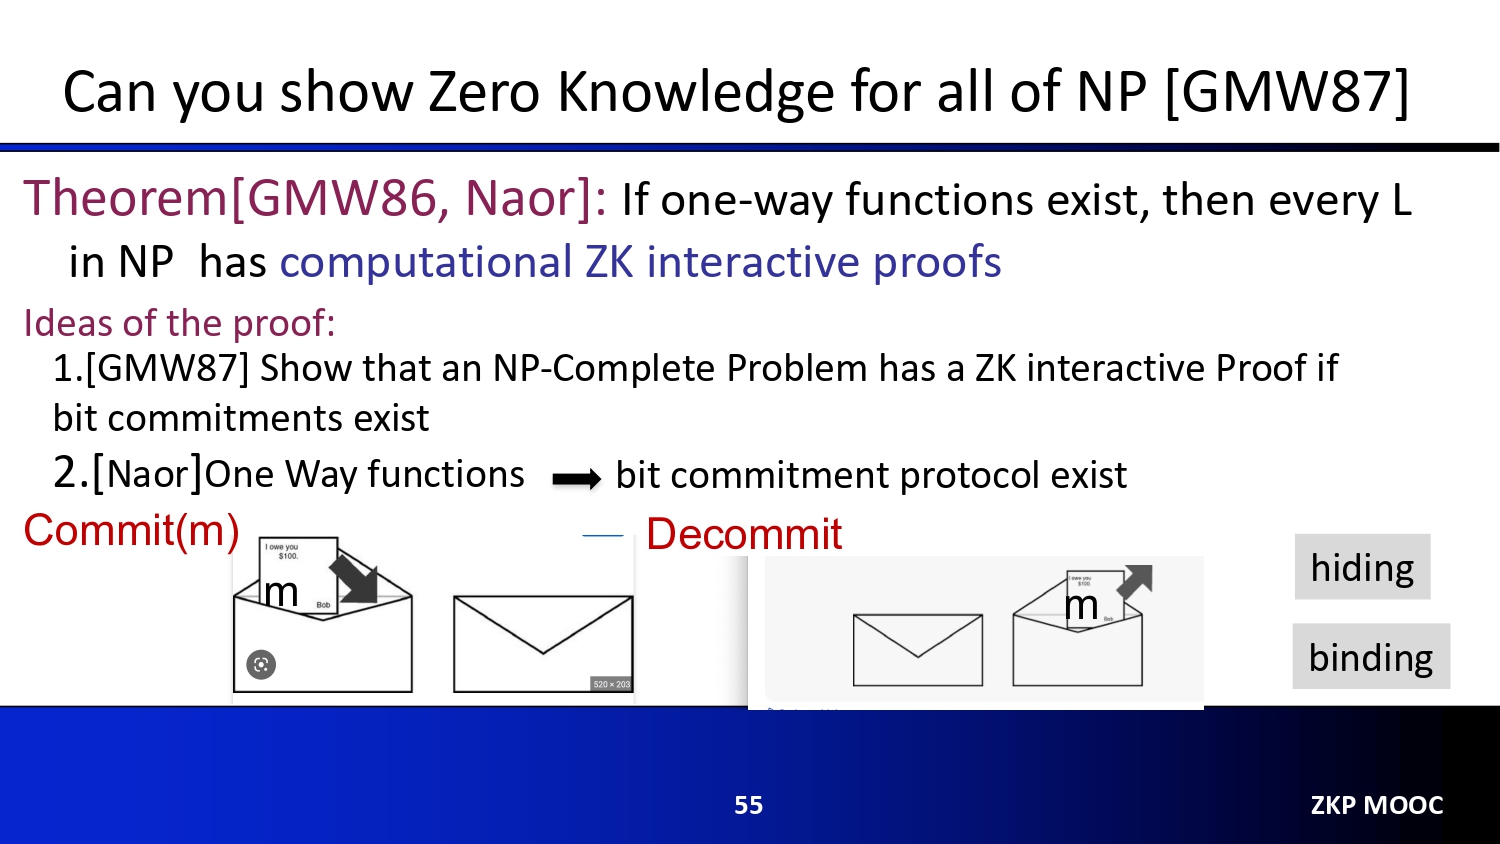 Can you show Zero Knowledge for all of NP [GMW87]
Theorem[GMW86, Naor]: If one-way functions exist, then every L
in NP has computational ZK interactive proofs
Ideas of the proof:
1.[GMW87] Show that an NP-Complete Problem has a ZK interactive Proof if
bit commitments exist
2.[Naor]One Way functions
bit commitment protocol exist
Commit(m)
I owe you
$100.
m
Bob
520 × 203
Decommit
I owe you
$100.
m
Bob
hiding
binding
55
ZKP MOOC